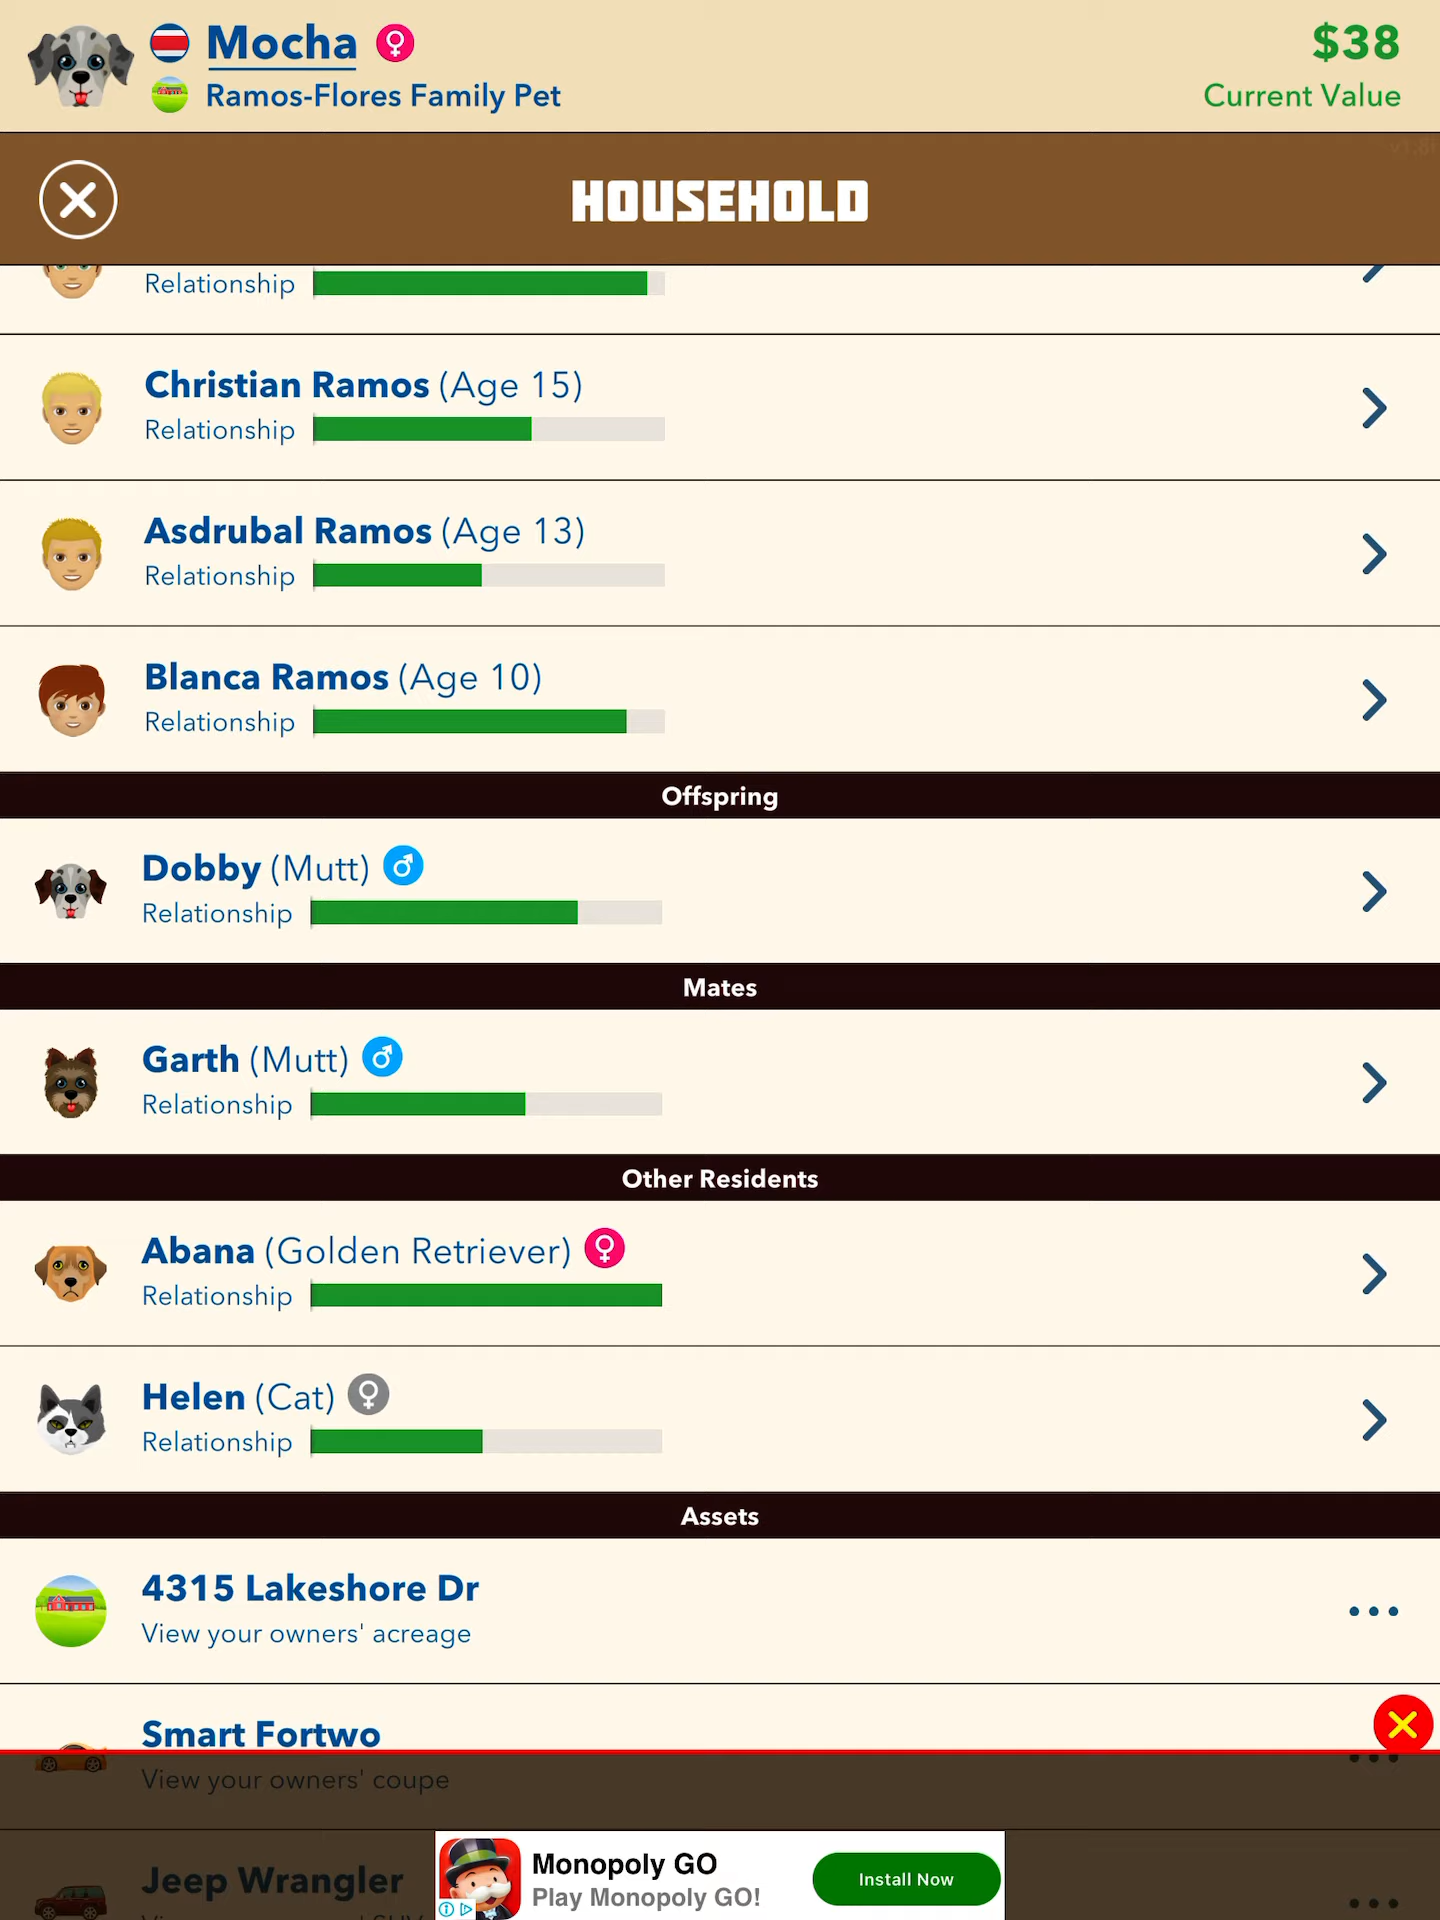 Mocha
$38
Ramos-Flores Family Pet
Current Value
HOUSEHOLD
Relationship
Christian Ramos (Age 15)
Relationship
Asdrubal Ramos (Age 13)
Relationship
Blanca Ramos (Age 10)
Relationship
Offspring
Dobby (Mutt)
Relationship
Mates
Garth (Mutt)
Relationship
Other Residents
Abana (Golden Retriever)
Relationship
Helen (Cat)
Relationship
Assets
4315 Lakeshore Dr
View your owners' acreage
Smart Fortwo
View your owners' coupe
Jeep Wrangler
Monopoly GO
Play Monopoly GO!
Install Now